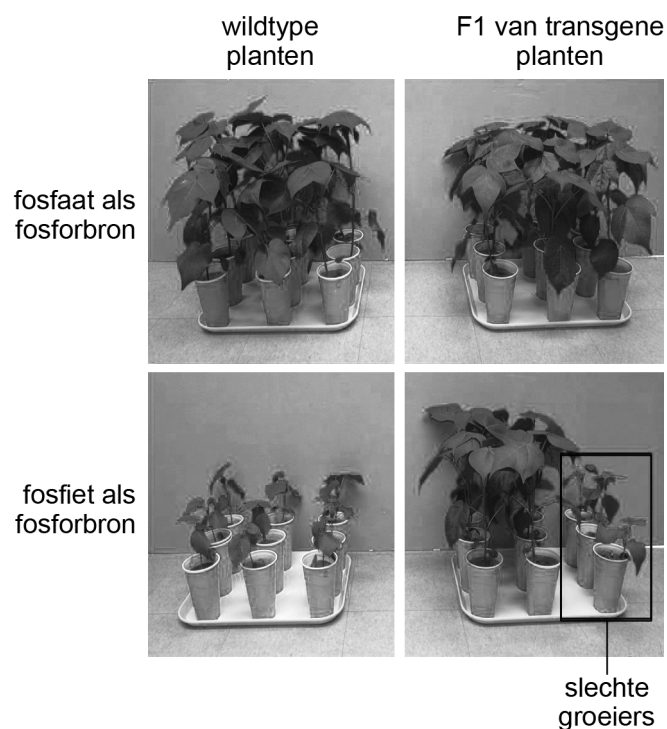 wildtype
planten
F1 van transgene
planten
fosfaat als
fosforbron
fosfiet als
fosforbron
slechte
groeiers